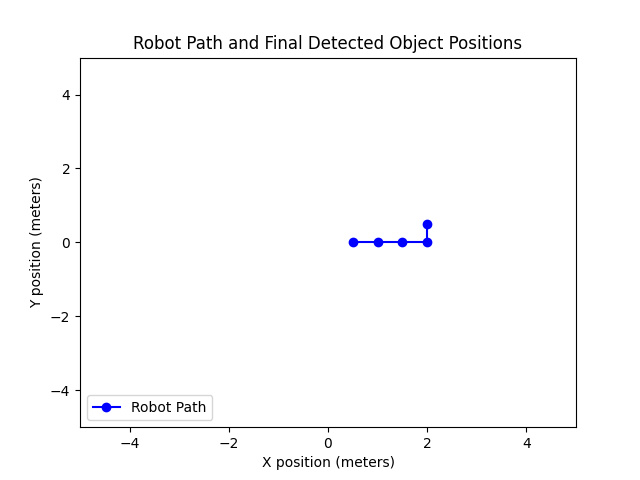 Robot Path and Final Detected Object Positions
4
2
0
−2
−4
Y position (meters)
Robot Path
−4 −2 0 2 4
X position (meters)